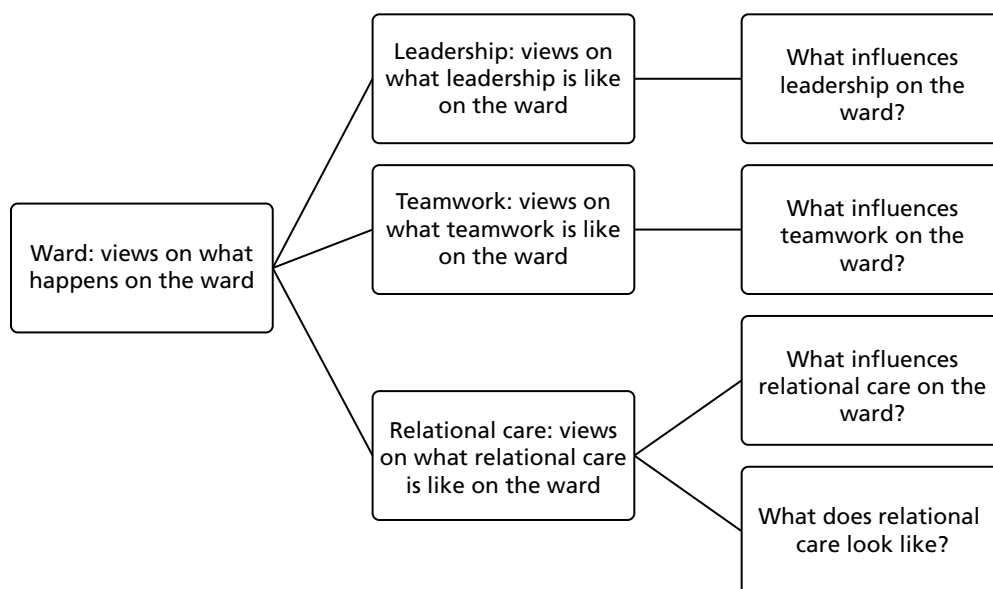 Leadership: views on
what leadership is like
on the ward
What influences
leadership on the
ward?
Teamwork: views on
what teamwork is like
on the ward
What influences
teamwork on the
ward?
Ward: views on what
happens on the ward
What influences
relational care on the
ward?
Relational care: views
on what relational care
is like on the ward
What does relational
care look like?